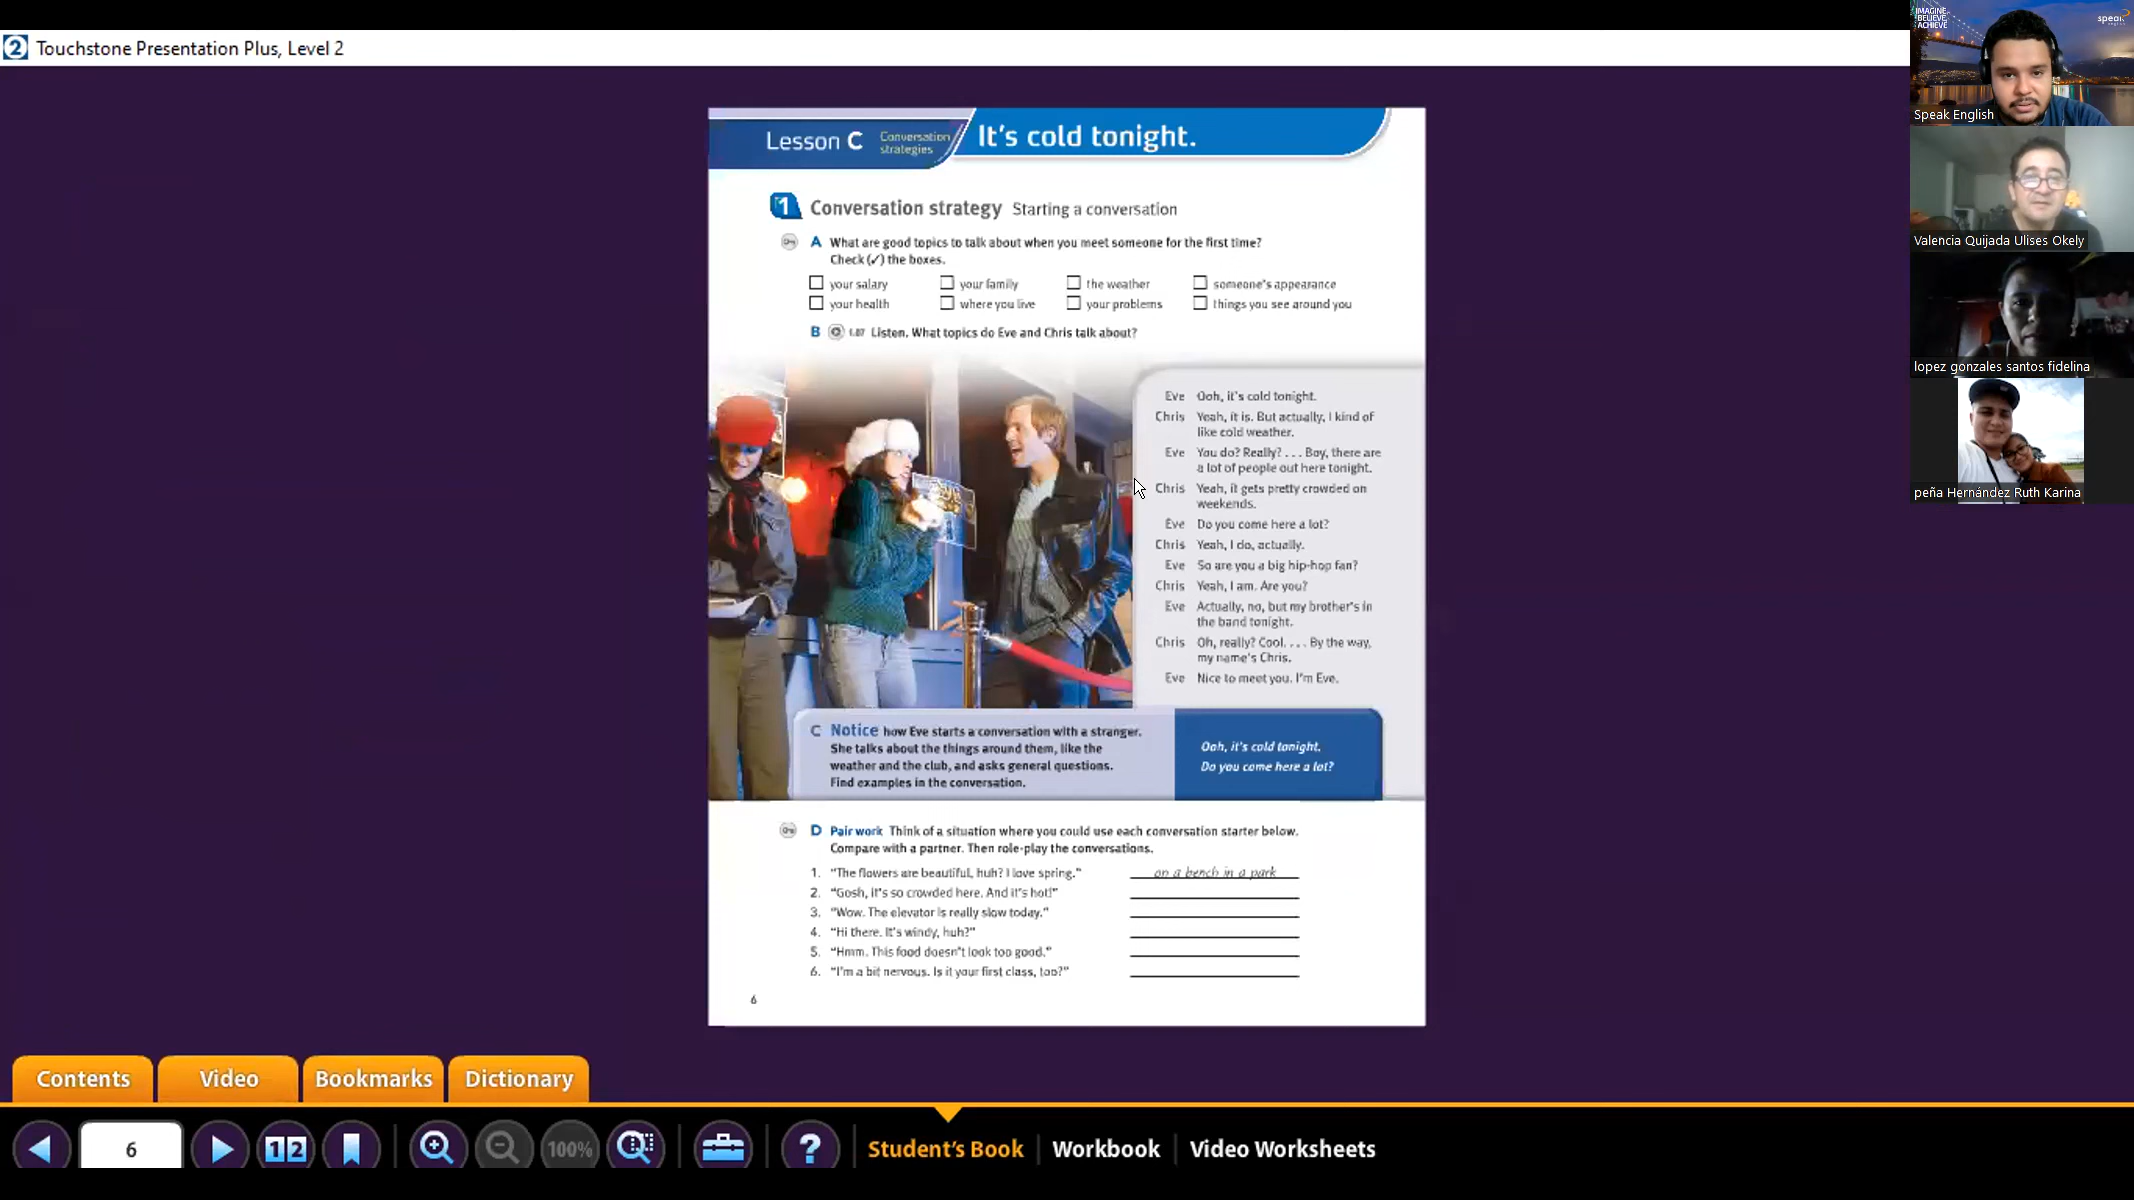 Touchstone Presentation Plus, Level 2
Lesson C Conversation strategies
It's cold tonight.
1 Conversation strategy Starting a conversation
A What are good topics to talk about when you meet someone for the first time?
Check (✓) the boxes.
your salary your family the weather someone's appearance
your health where you live your problems things you see around you
B 1.07 Listen. What topics do Eve and Chris talk about?
Eve Ooh, it's cold tonight.
Chris Yeah, it is. But actually, I kind of
like cold weather.
Eve You do? Really? . . . Boy, there are
a lot of people out here tonight.
Chris Yeah, it gets pretty crowded on
weekends.
Eve Do you come here a lot?
Chris Yeah, I do, actually.
Eve So are you a big hip-hop fan?
Chris Yeah, I am. Are you?
Eve Actually, no, but my brother's in
the band tonight.
Chris Oh, really? Cool. . . . By the way,
my name's Chris.
Eve Nice to meet you. I'm Eve.
C Notice how Eve starts a conversation with a stranger.
She talks about the things around them, like the
weather and the club, and asks general questions.
Find examples in the conversation.
Ooh, it's cold tonight.
Do you come here a lot?
D Pair work Think of a situation where you could use each conversation starter below.
Compare with a partner. Then role-play the conversations.
1. "The flowers are beautiful, huh? I love spring." on a bench in a park
2. "Gosh, it's so crowded here. And it's hot!"
3. "Wow. The elevator is really slow today."
4. "Hi there. It's windy, huh?"
5. "Hmm. This food doesn't look too good."
6. "I'm a bit nervous. Is it your first class, too?"
6
Contents Video Bookmarks Dictionary
6 12 100% ? Student's Book Workbook Video Worksheets
IMAGINE
BELIEVE
ACHIEVE
speak
Speak English
Valencia Quijada Ulises Okely
lopez gonzales santos fidelina
peña Hernández Ruth Karina